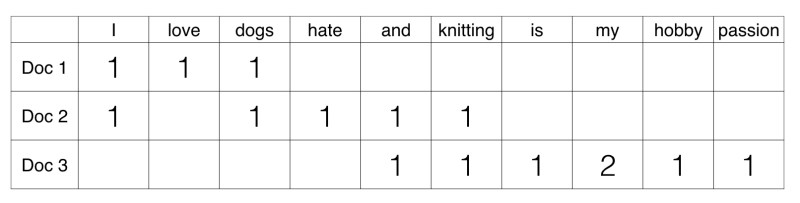 I love dogs hate and knitting is my hobby passion
Doc 1 1 1 1
Doc 2 1 1 1 1 1
Doc 3 1 1 1 2 1 1